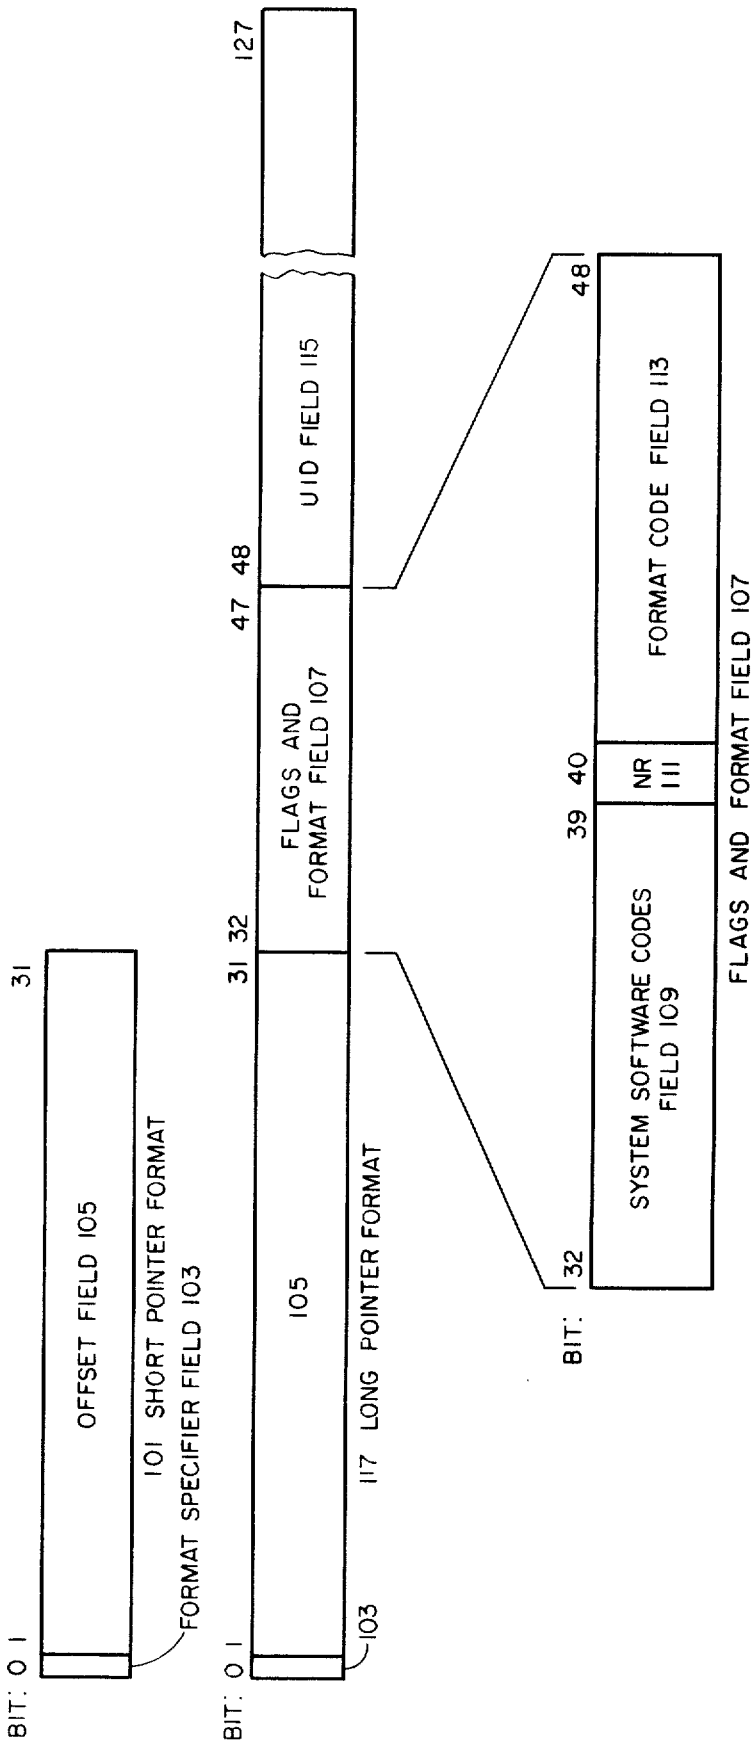 BIT: 0 1 31
OFFSET FIELD 105
101 SHORT POINTER FORMAT
FORMAT SPECIFIER FIELD 103
BIT: 0 1 31 32 47 48 127
105
FLAGS AND
FORMAT FIELD 107
UID FIELD 115
103
117 LONG POINTER FORMAT
BIT: 32 39 40 48
SYSTEM SOFTWARE CODES
FIELD 109
NR
111
FORMAT CODE FIELD 113
FLAGS AND FORMAT FIELD 107